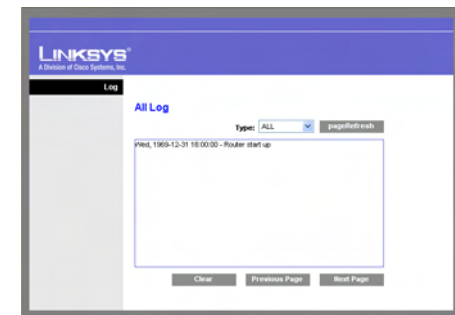 LINKSYS®
A Division of Cisco Systems, Inc.
Log
All Log
Type: ALL pageRefresh
Wed, 1969-12-31 16:00:00 - Router start up
Clear Previous Page Next Page